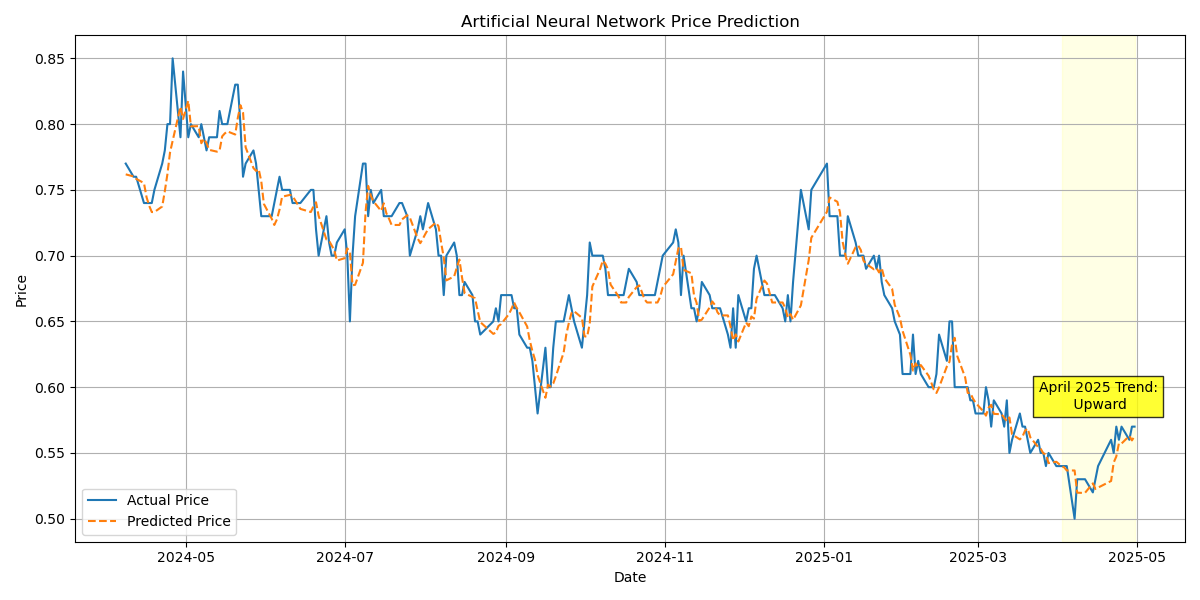 Artificial Neural Network Price Prediction
Price
0.85
0.80
0.75
0.70
0.65
0.60
0.55
0.50
April 2025 Trend:
Upward
Actual Price
Predicted Price
2024-05
2024-07
2024-09
2024-11
2025-01
2025-03
2025-05
Date